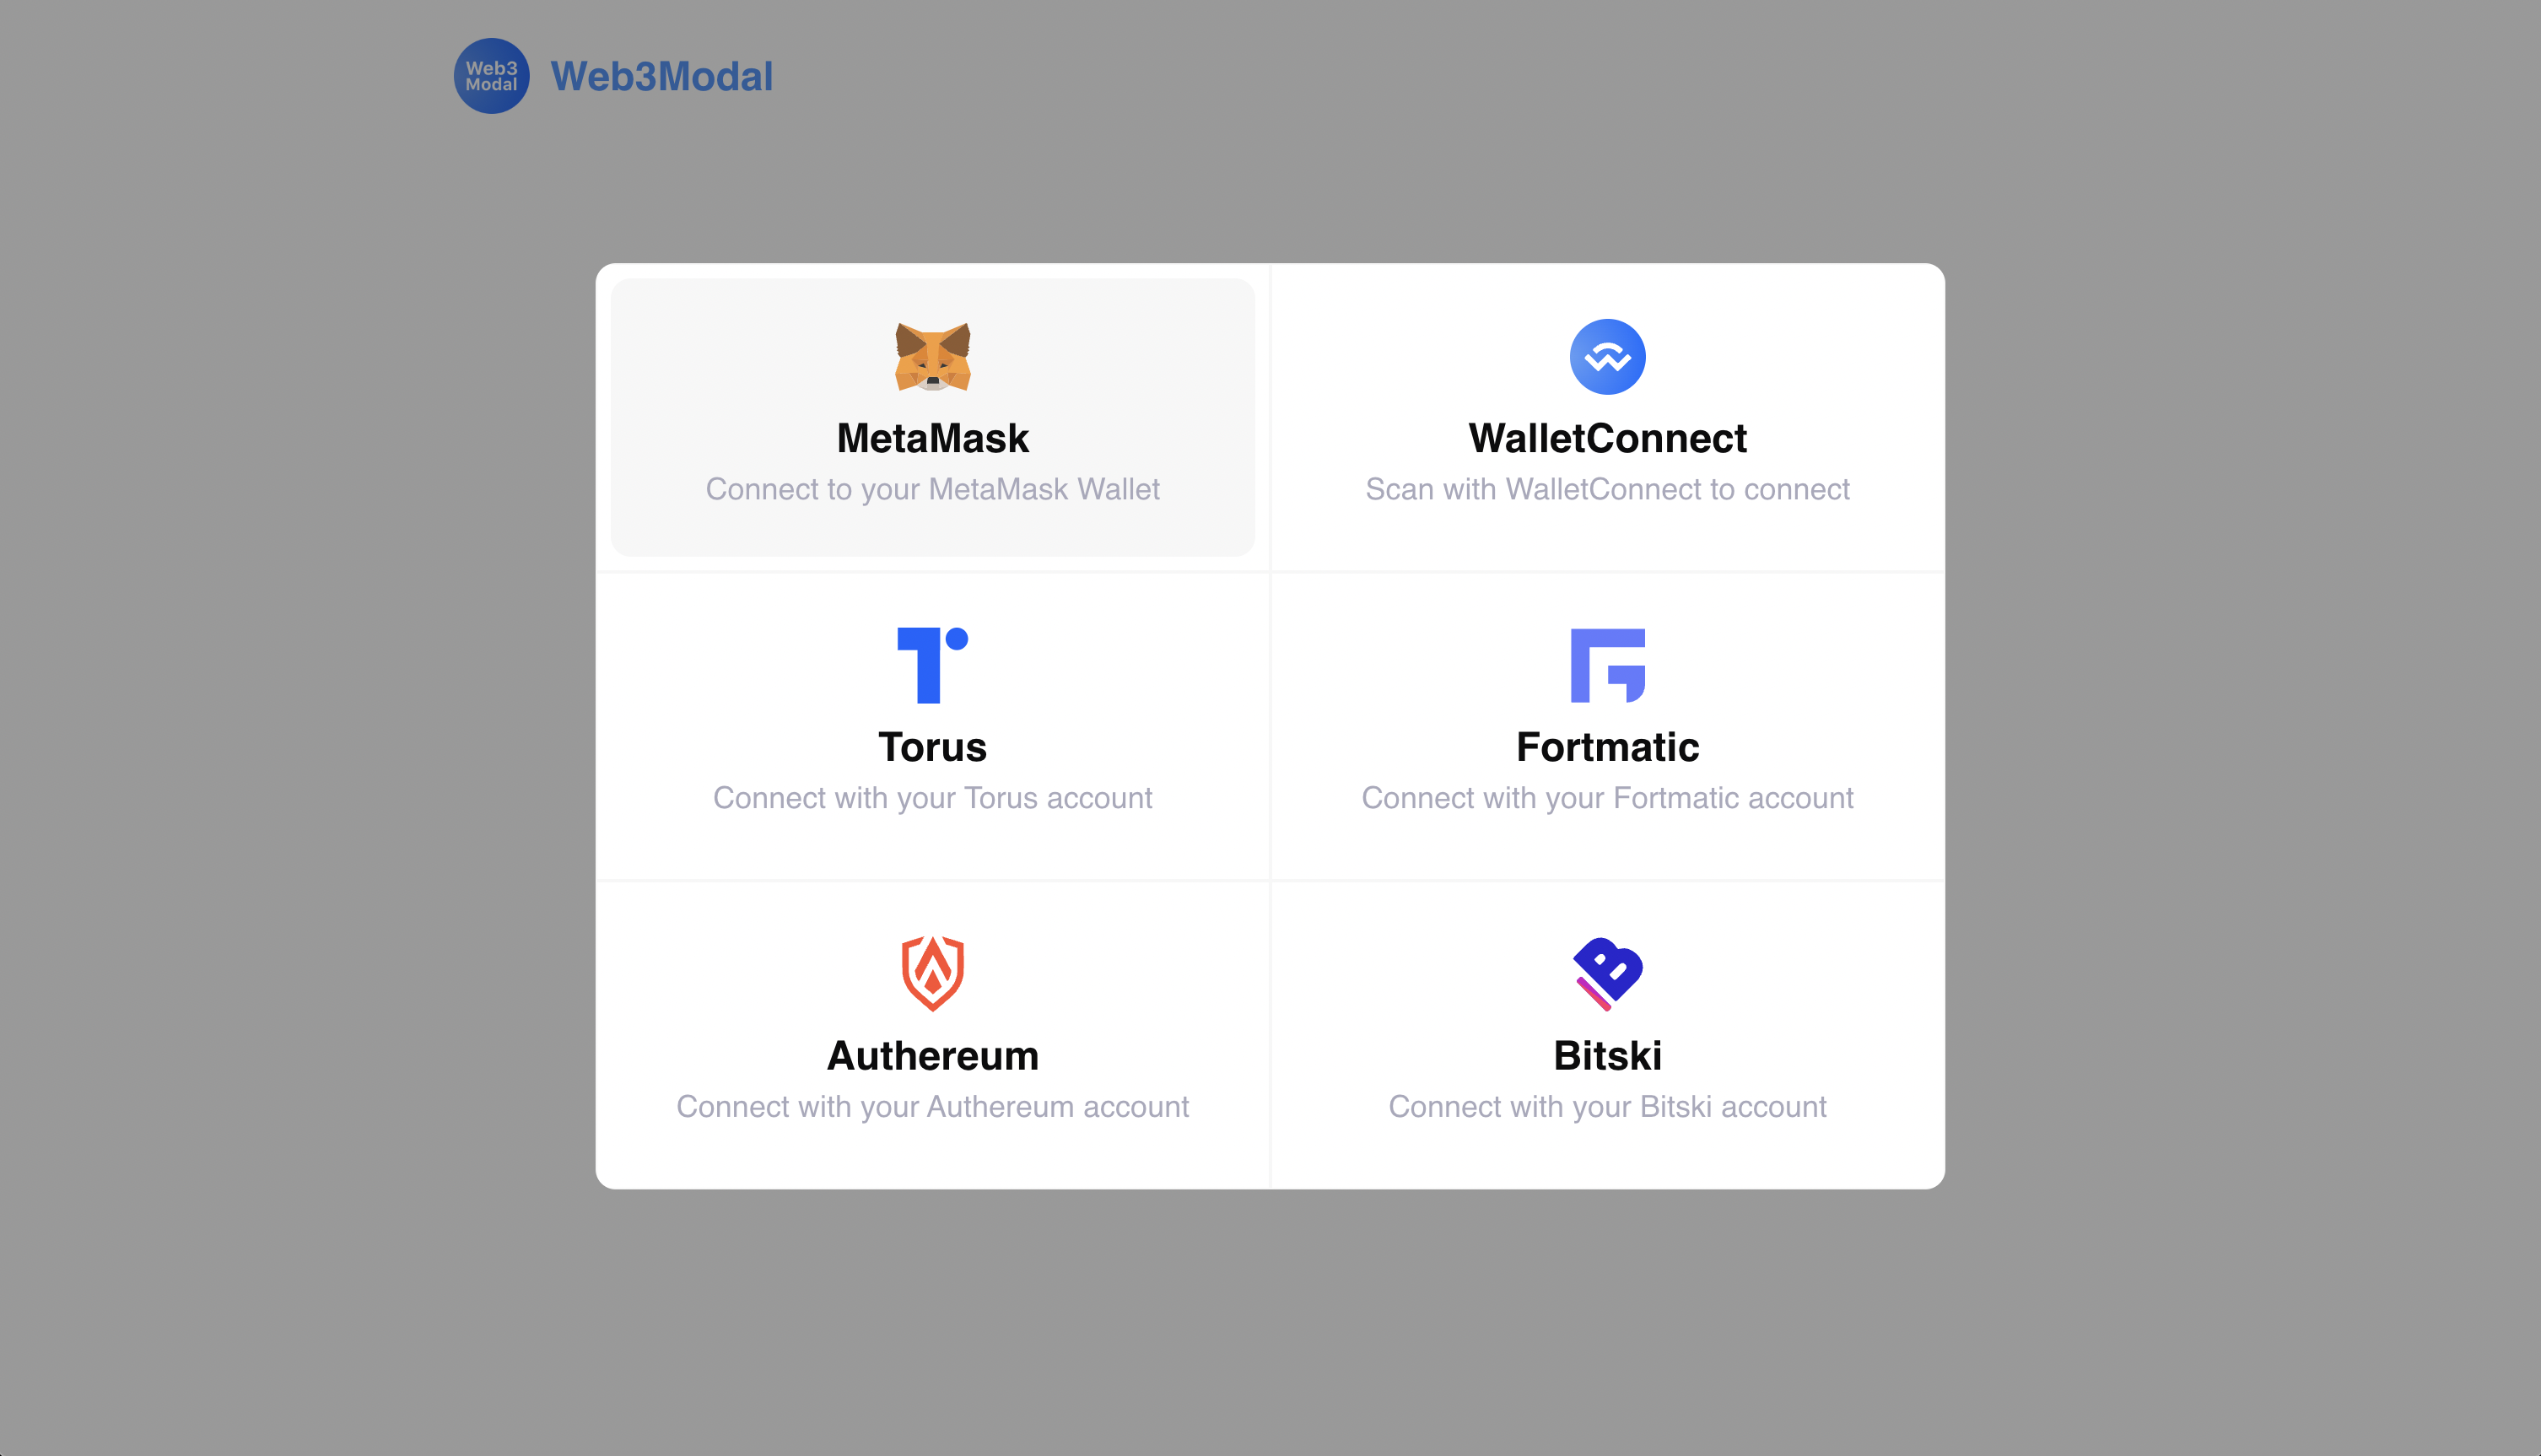 Web3
Modal
Web3Modal
MetaMask
Connect to your MetaMask Wallet
WalletConnect
Scan with WalletConnect to connect
Torus
Connect with your Torus account
Fortmatic
Connect with your Fortmatic account
Authereum
Connect with your Authereum account
Bitski
Connect with your Bitski account